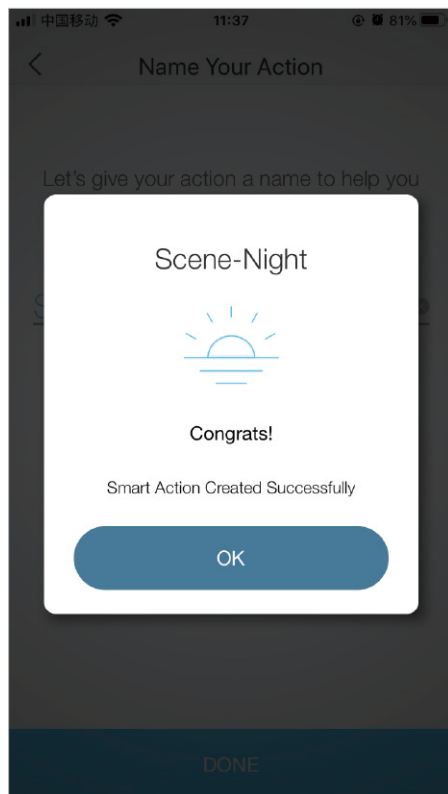 中国移动 11:37 81%
Name Your Action
Let's give your action a name to help you
Scene-Night
Congrats!
Smart Action Created Successfully
OK
DONE